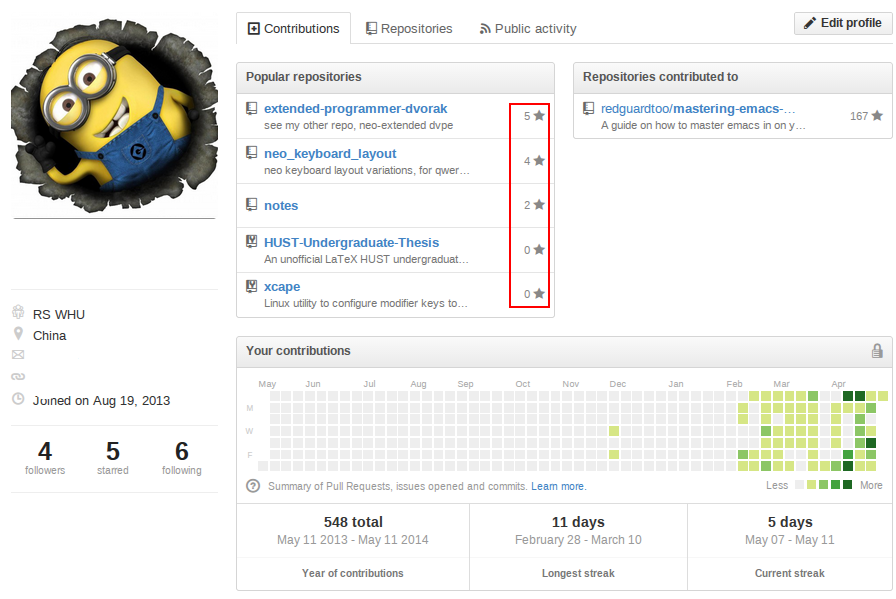 Contributions
Repositories
Public activity
Edit profile
Popular repositories
extended-programmer-dvorak
see my other repo, neo-extended dvpe
5
neo_keyboard_layout
neo keyboard layout variations, for qwer…
4
notes
2
HUST-Undergraduate-Thesis
An unofficial LaTeX HUST undergraduat…
0
xcape
Linux utility to configure modifier keys to…
0
Repositories contributed to
redguardtoo/mastering-emacs-…
A guide on how to master emacs in on y…
167
RS WHU
China
Joined on Aug 19, 2013
4
followers
5
starred
6
following
Your contributions
May Jun Jul Aug Sep Oct Nov Dec Jan Feb Mar Apr
M
W
F
Summary of Pull Requests, issues opened and commits. Learn more.
Less More
548 total
May 11 2013 - May 11 2014
Year of contributions
11 days
February 28 - March 10
Longest streak
5 days
May 07 - May 11
Current streak